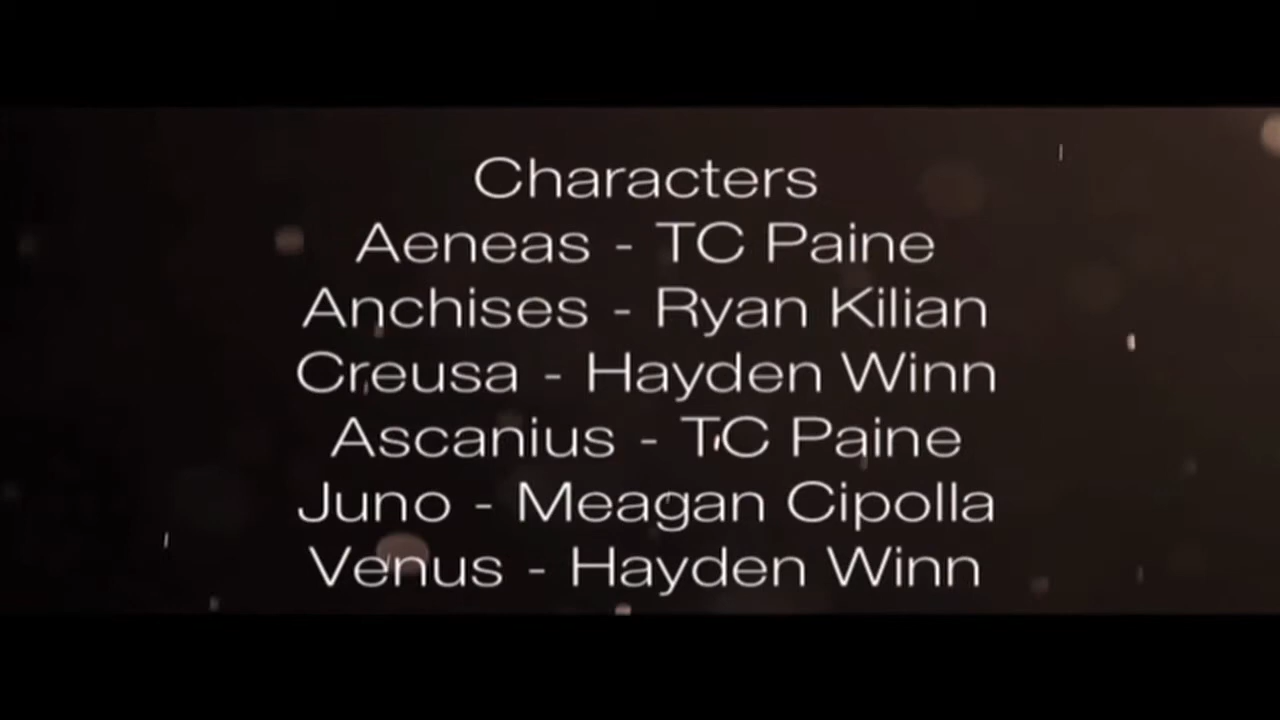 Characters
Aeneas - TC Paine
Anchises - Ryan Kilian
Creusa - Hayden Winn
Ascanius - TC Paine
Juno - Meagan Cipolla
Venus - Hayden Winn